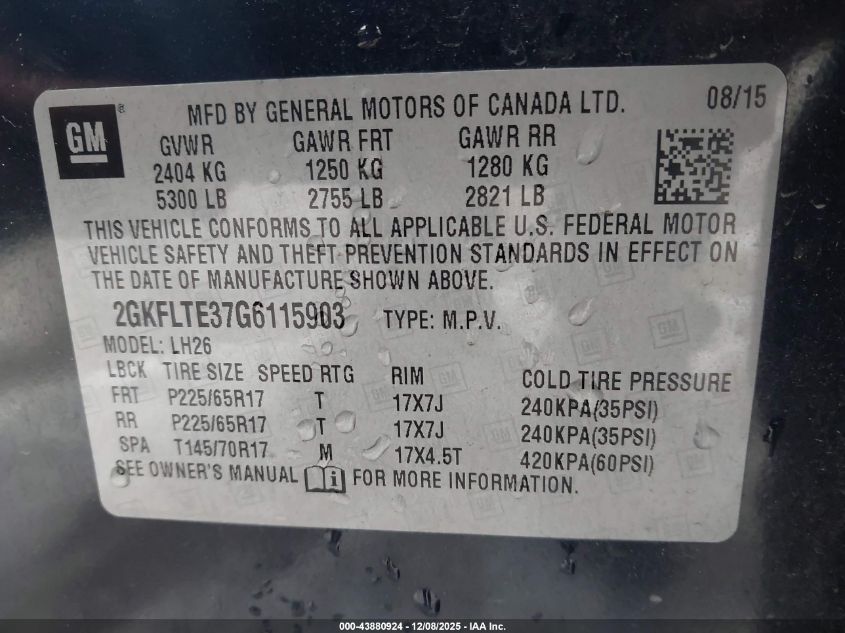 GM ® MFD BY GENERAL MOTORS OF CANADA LTD. 08/15
GVWR GAWR FRT GAWR RR
2404 KG 1250 KG 1280 KG
5300 LB 2755 LB 2821 LB
THIS VEHICLE CONFORMS TO ALL APPLICABLE U.S. FEDERAL MOTOR
VEHICLE SAFETY AND THEFT PREVENTION STANDARDS IN EFFECT ON
THE DATE OF MANUFACTURE SHOWN ABOVE.
2GKFLTE37G6115903 TYPE: M.P.V.
MODEL: LH26
LBCK TIRE SIZE SPEED RTG RIM COLD TIRE PRESSURE
FRT P225/65R17 T 17X7J 240KPA(35PSI)
RR P225/65R17 T 17X7J 240KPA(35PSI)
SPA T145/70R17 M 17X4.5T 420KPA(60PSI)
SEE OWNER'S MANUAL i FOR MORE INFORMATION.
000-43880924 - 12/08/2025 - IAA Inc.